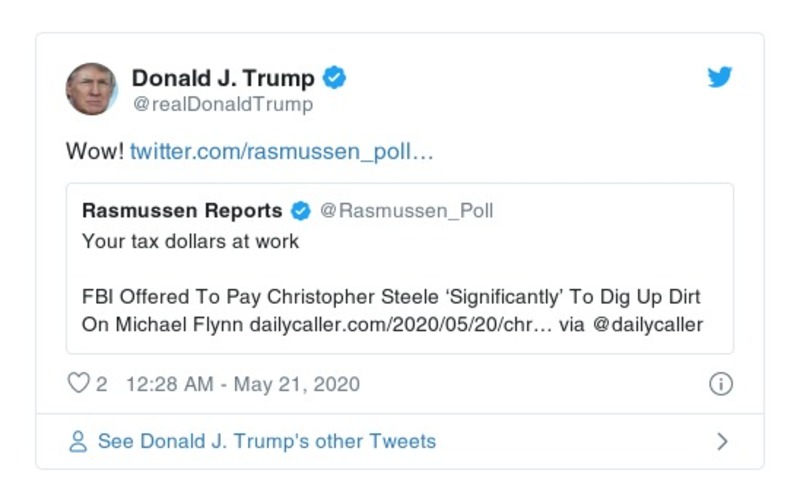 Donald J. Trump
@realDonaldTrump
Wow! twitter.com/rasmussen_poll…
Rasmussen Reports @Rasmussen_Poll
Your tax dollars at work
FBI Offered To Pay Christopher Steele ‘Significantly’ To Dig Up Dirt
On Michael Flynn dailycaller.com/2020/05/20/chr… via @dailycaller
2 12:28 AM - May 21, 2020
See Donald J. Trump's other Tweets